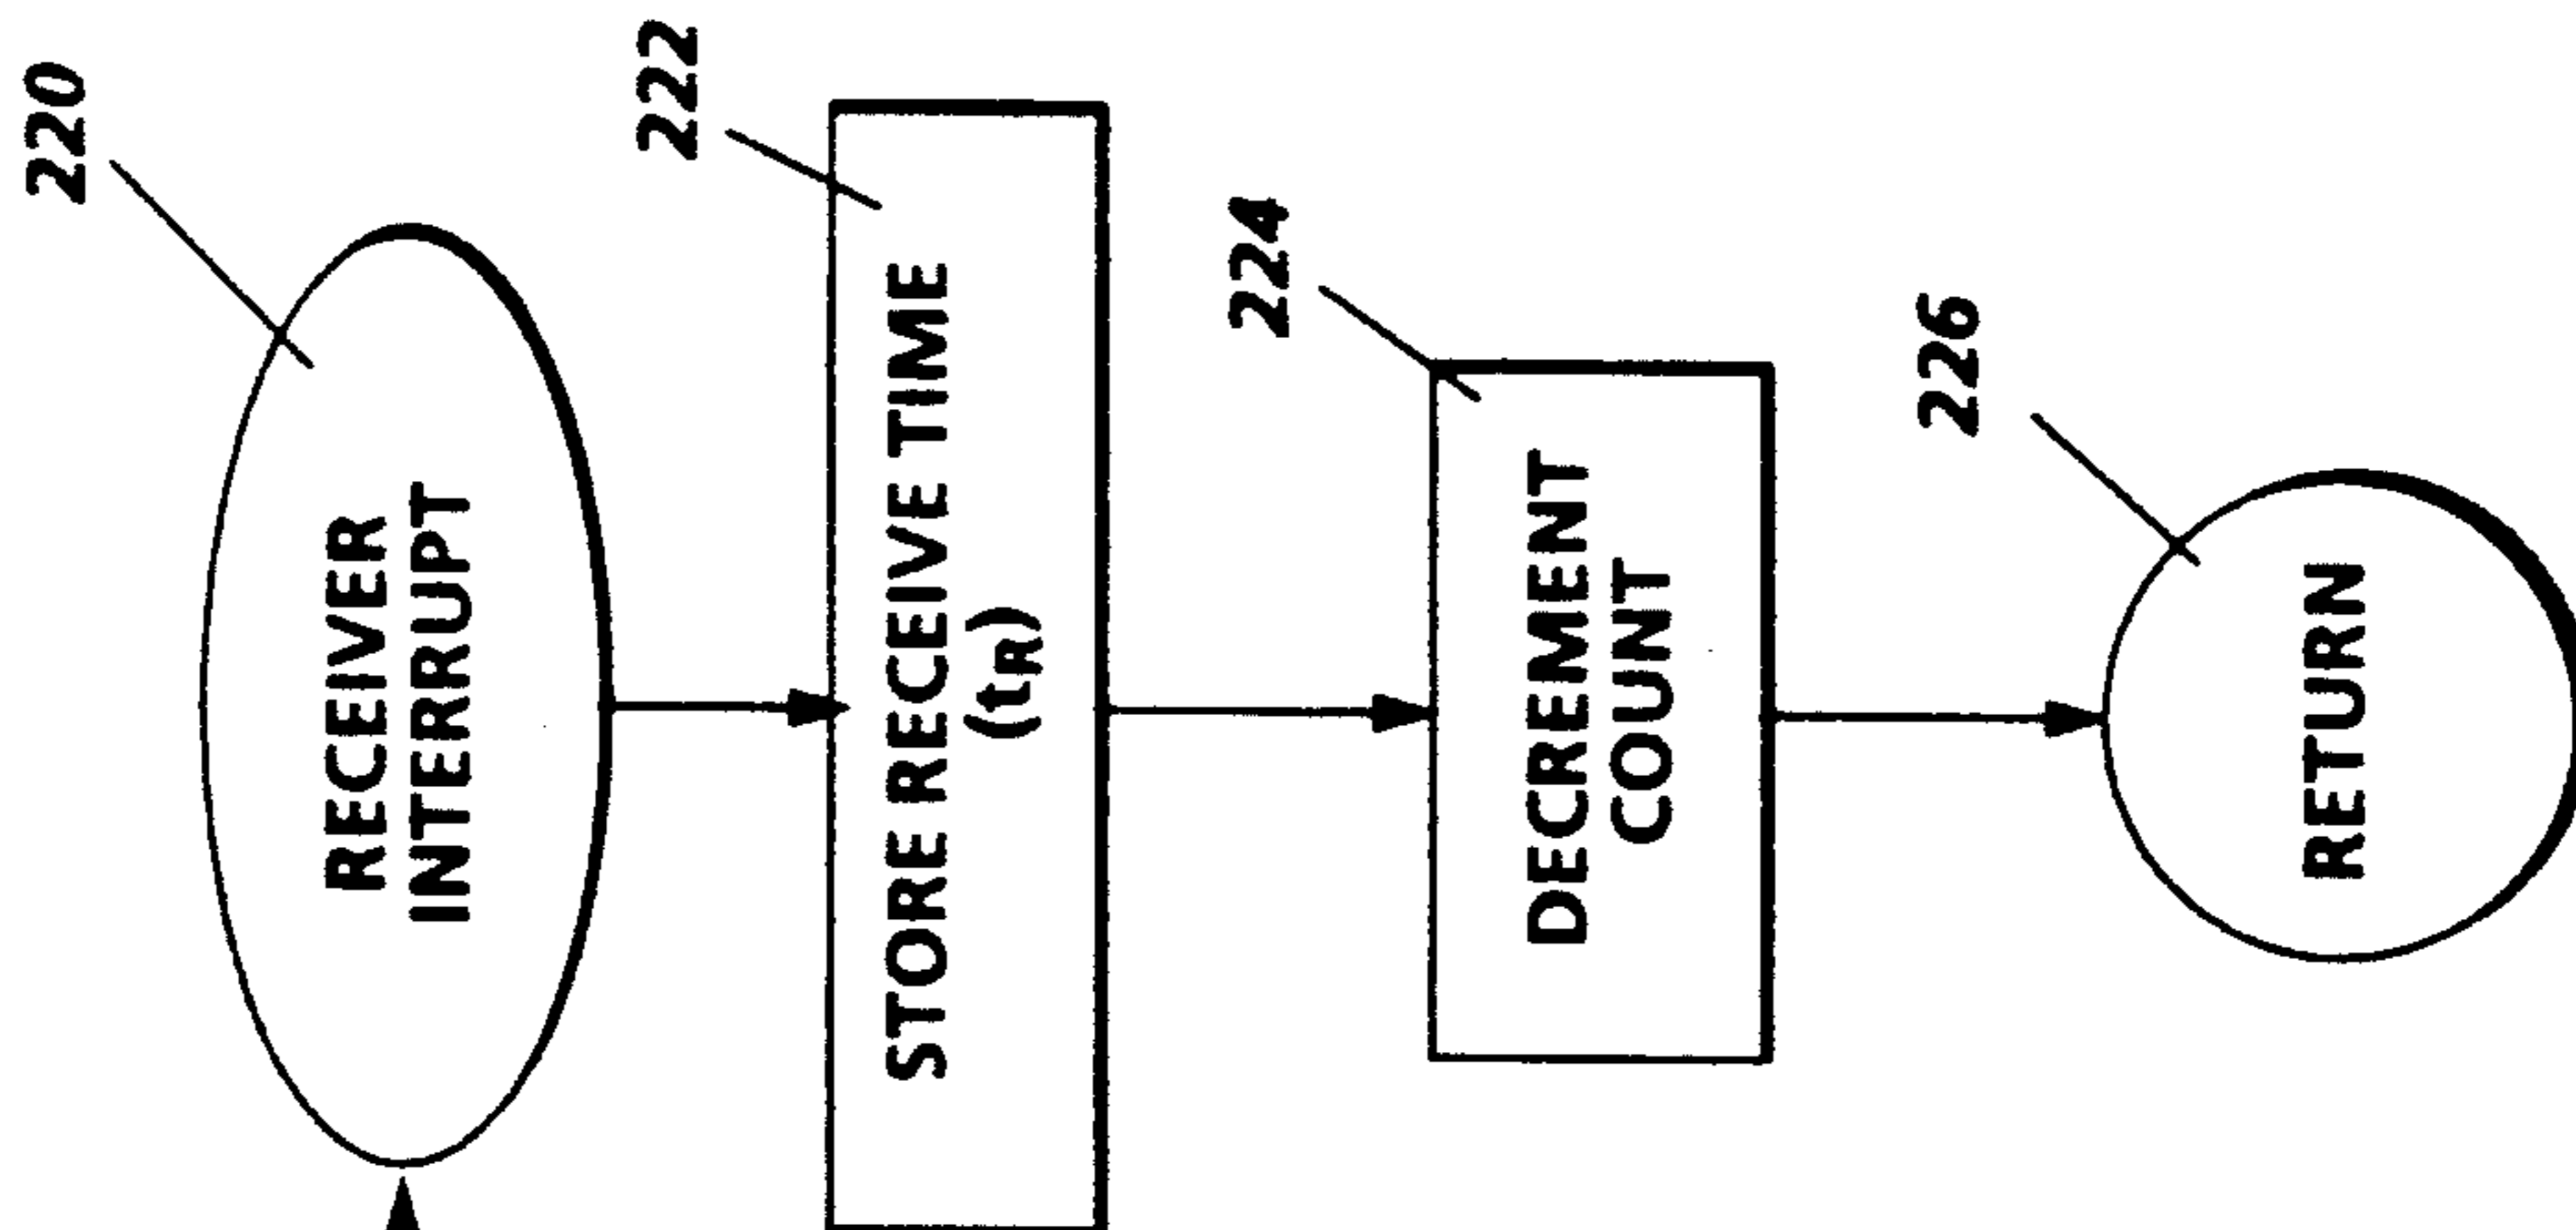 220
RECEIVER
INTERRUPT
222
STORE RECEIVE TIME
(tR)
224
DECREMENT
COUNT
226
RETURN